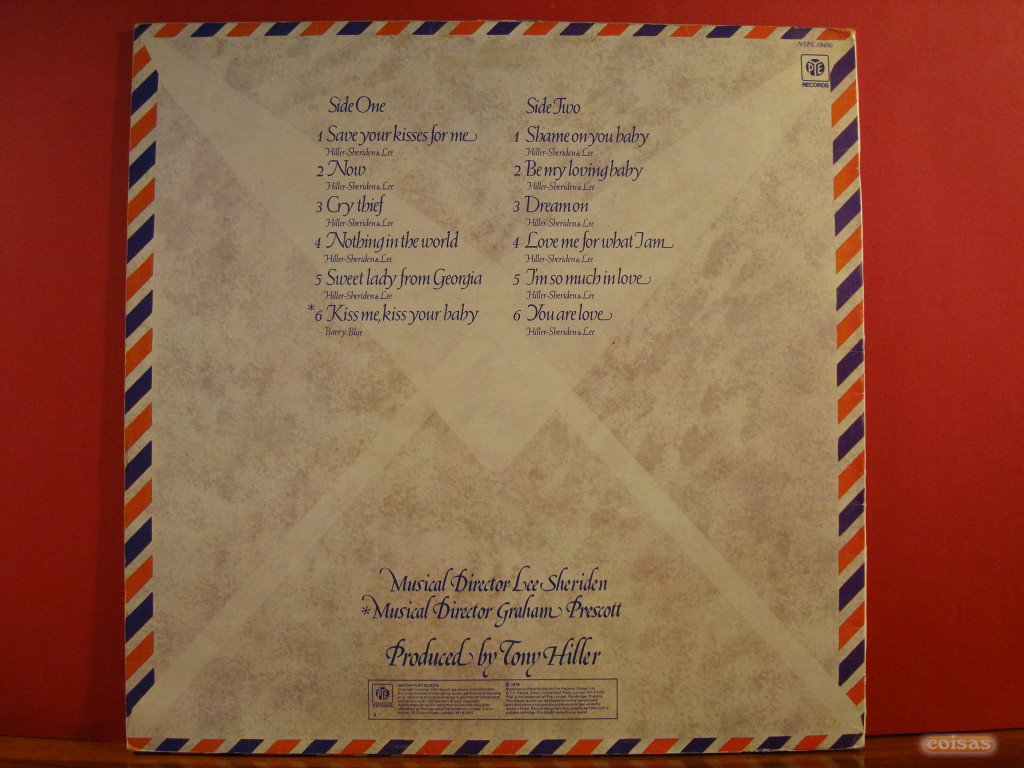 NSPL 18490
PYE
RECORDS
Side One
1 Save your kisses for me
Hiller-Sheriden & Lee
2 Now
Hiller-Sheriden & Lee
3 Cry thief
Hiller-Sheriden & Lee
4 Nothing in the world
Hiller-Sheriden & Lee
5 Sweet lady from Georgia
Hiller-Sheriden & Lee
*6 Kiss me, kiss your baby
Barry Blue
Side Two
1 Shame on you baby
Hiller-Sheriden & Lee
2 Be my loving baby
Hiller-Sheriden & Lee
3 Dream on
Hiller-Sheriden & Lee
4 Love me for what I am
Hiller-Sheriden & Lee
5 I'm so much in love
Hiller-Sheriden & Lee
6 You are love
Hiller-Sheriden & Lee
Musical Director Lee Sheriden
*Musical Director Graham Prescott
Produced by Tony Hiller
PYE
RECORDS
IMPORTANT NOTICE
coisas